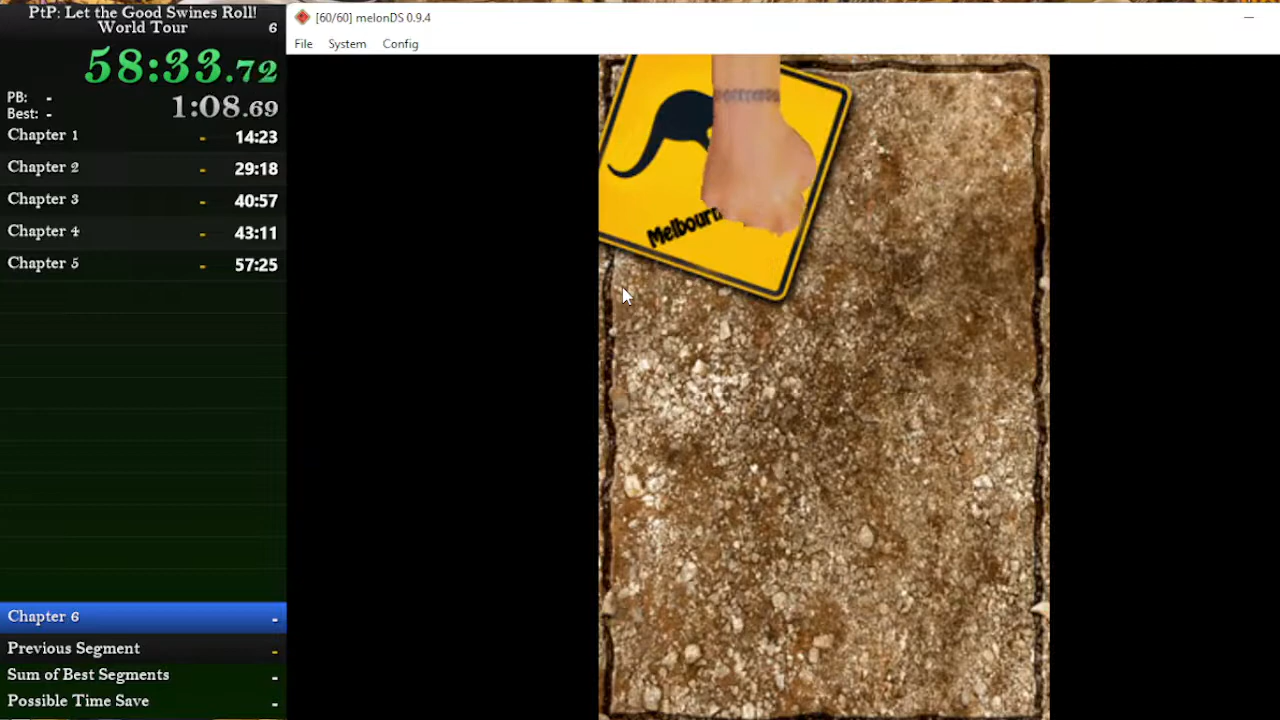 PtP: Let the Good Swines Roll!
World Tour 6
58:33.72
PB: -
1:08.69
Best: -
Chapter 1 - 14:23
Chapter 2 - 29:18
Chapter 3 - 40:57
Chapter 4 - 43:11
Chapter 5 - 57:25
Chapter 6 -
Previous Segment -
Sum of Best Segments -
Possible Time Save -
[60/60] melonDS 0.9.4
File System Config
Melbourn